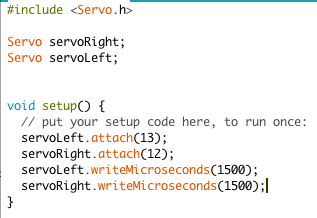 #include <Servo.h>
Servo servoRight;
Servo servoLeft;
void setup() {
// put your setup code here, to run once:
servoLeft.attach(13);
servoRight.attach(12);
servoLeft.writeMicroseconds(1500);
servoRight.writeMicroseconds(1500);
}